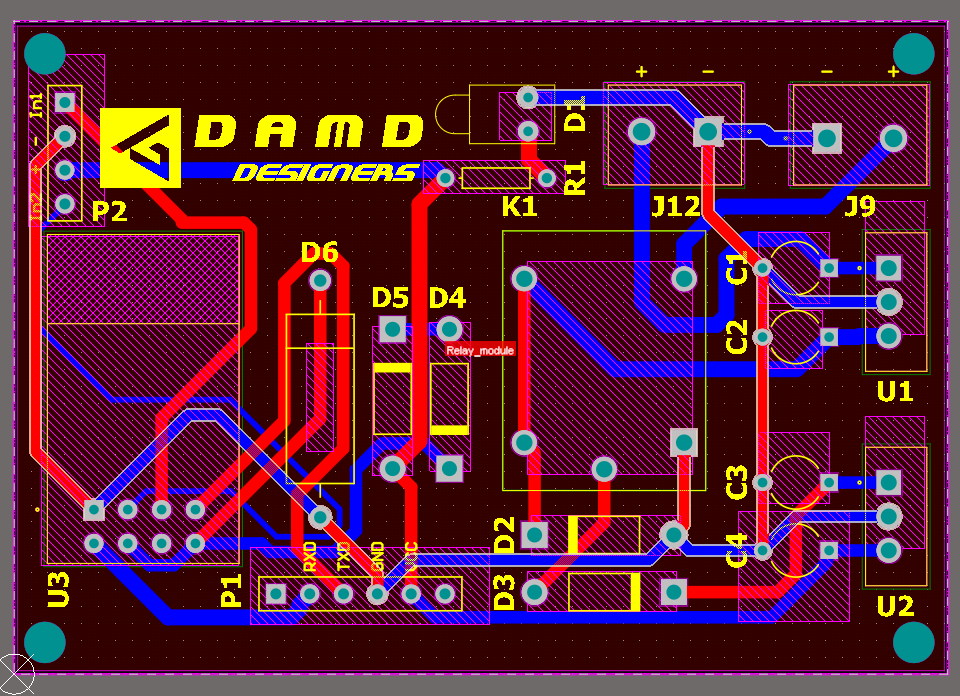 + - - +
In1
- 
+
In2
DAMD
DESIGNERS
P2
D1
R1
K1
J12
J9
D6
D5
D4
Relay_module
C1
C2
U1
C3
C4
U2
D2
D3
U3
P1
RXD
TXD
GND
VCC